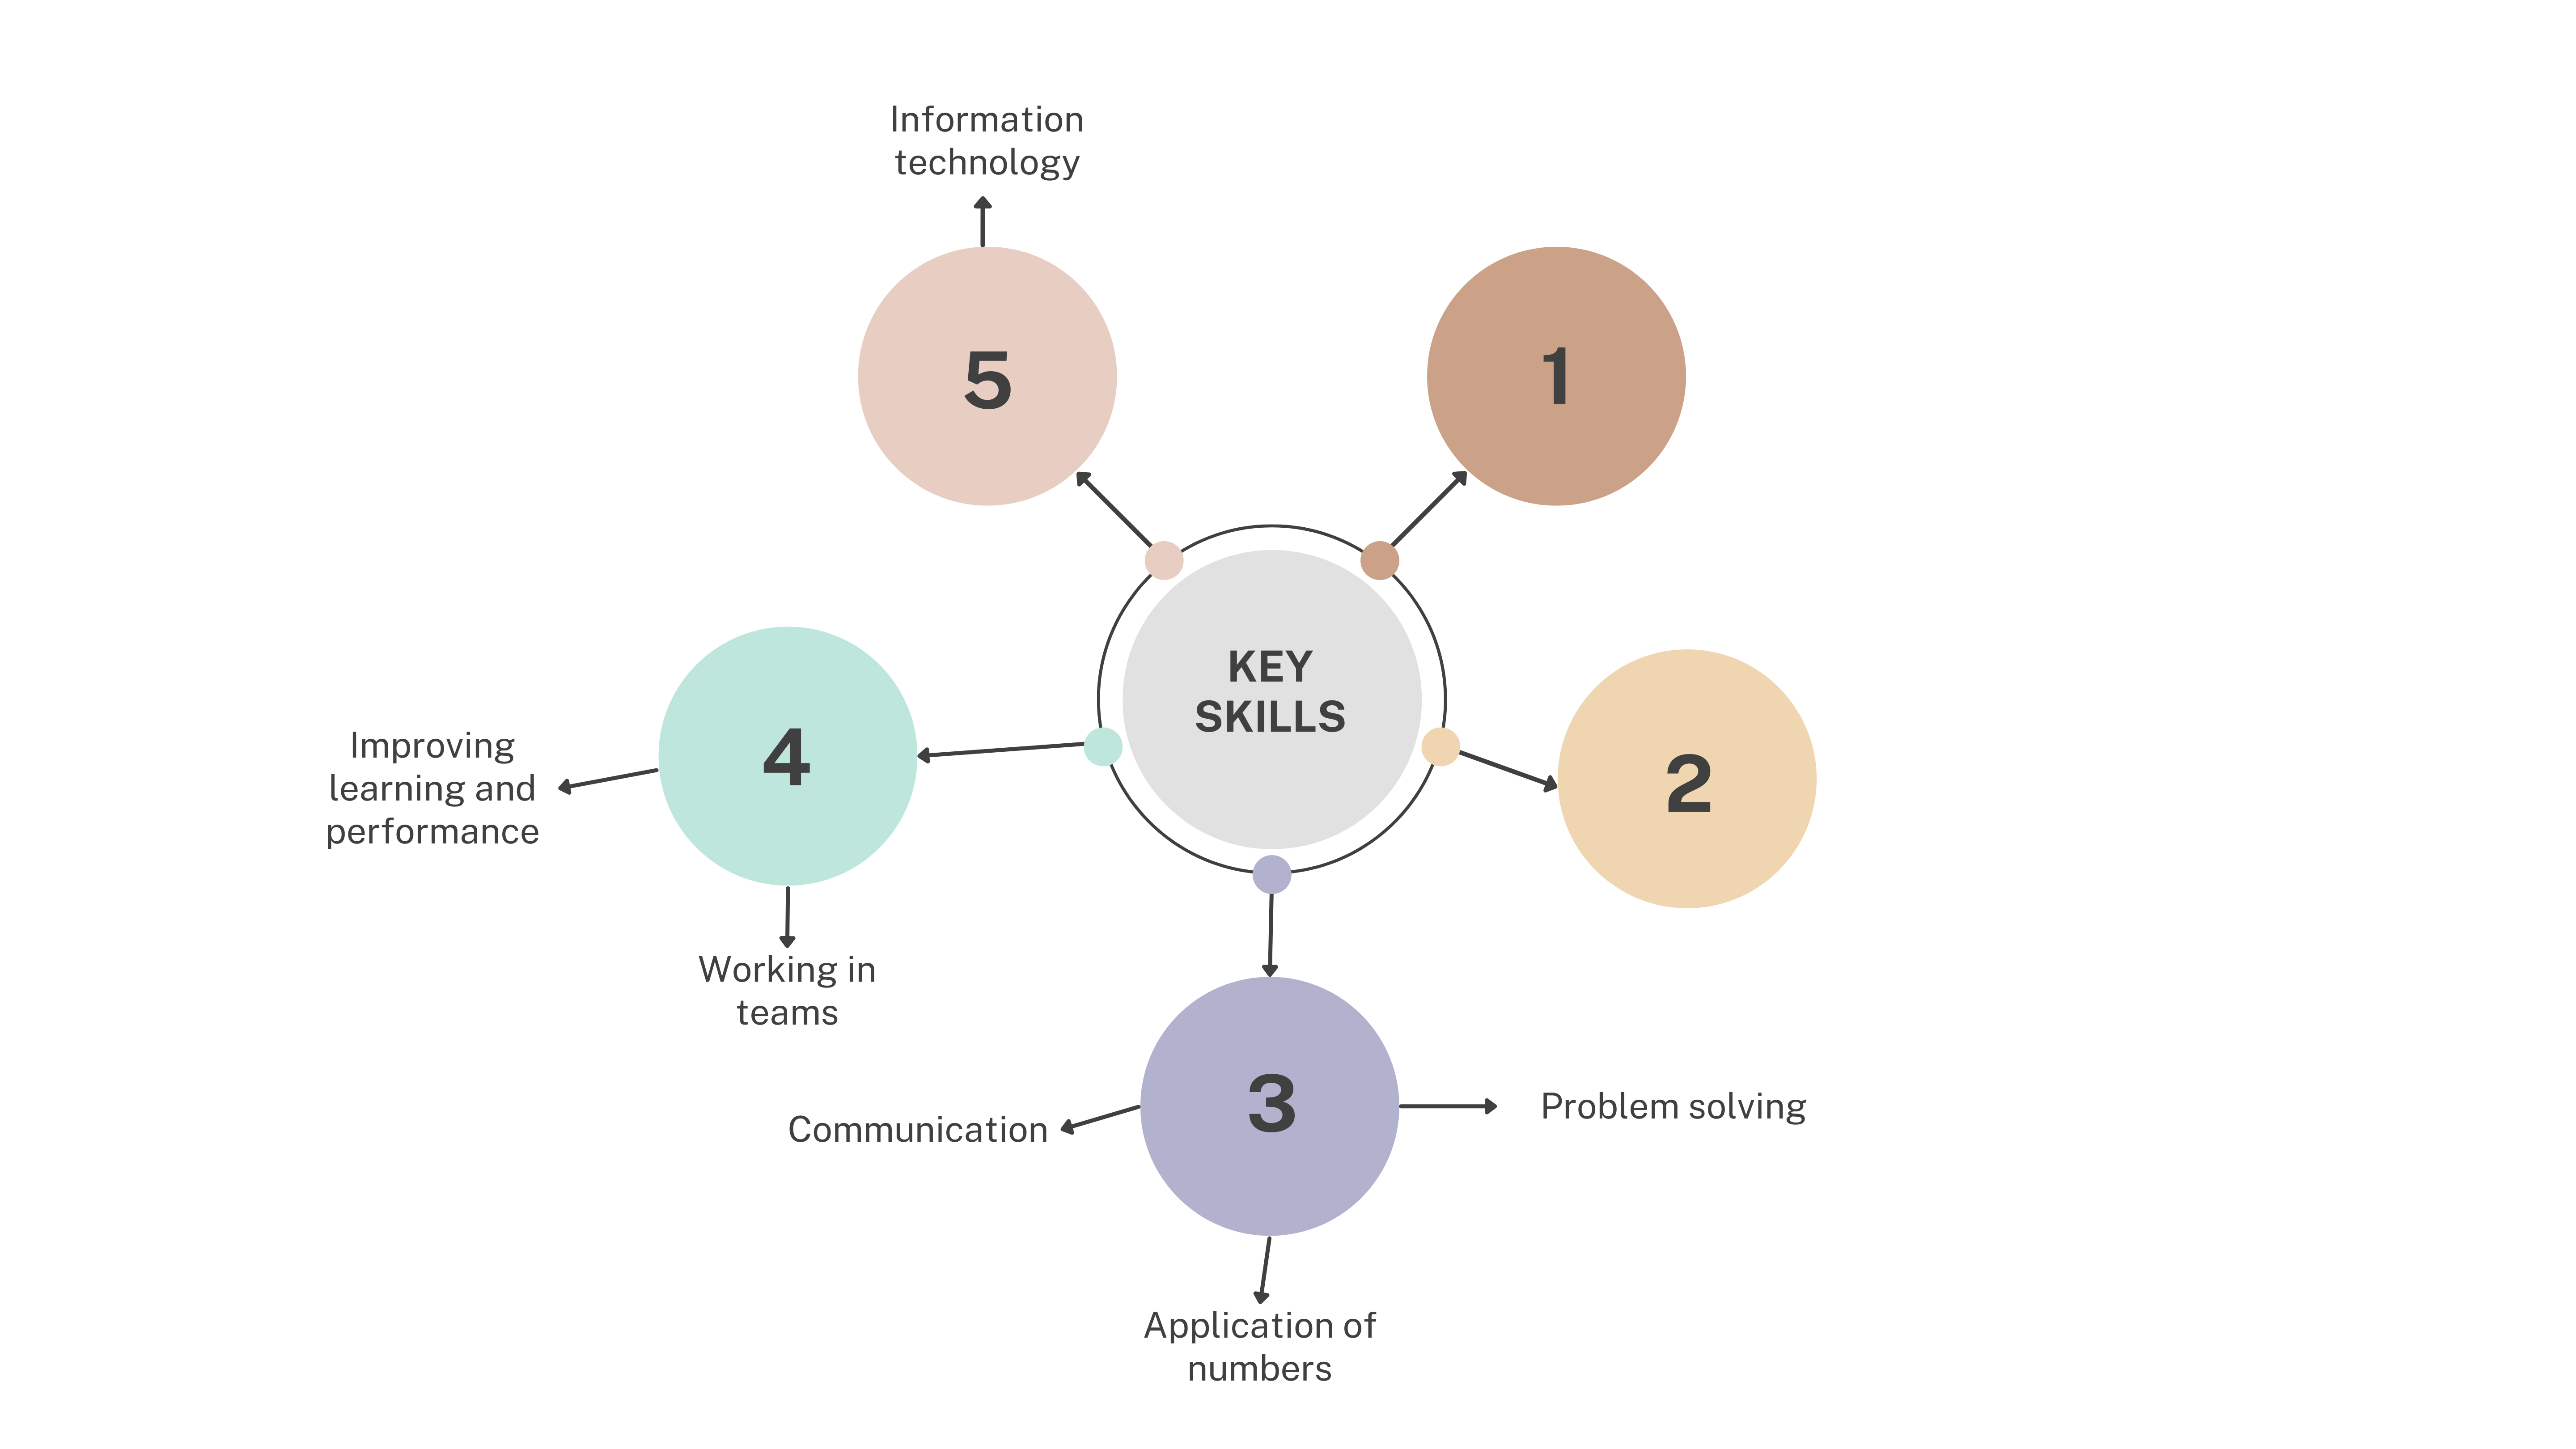 Information
technology
5
1
KEY
SKILLS
4
2
Improving
learning and
performance
Working in
teams
3
Communication
Problem solving
Application of
numbers